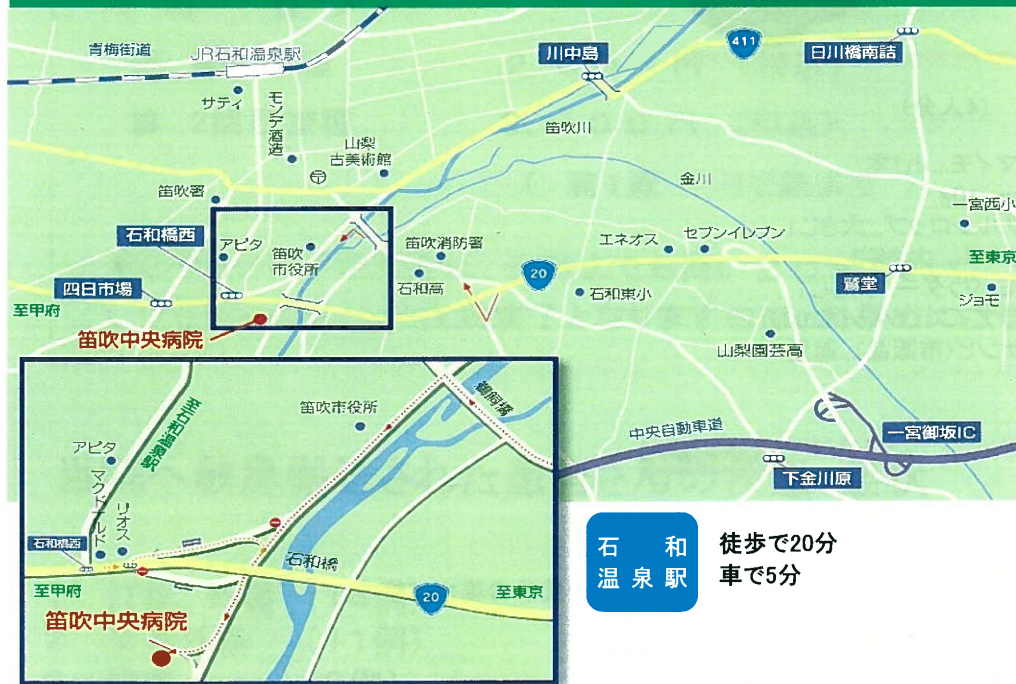 青梅街道
JR石和温泉駅
サティ
モンデ酒造
山梨
古美術館
笛吹署
川中島
411
日川橋南詰
笛吹川
金川
一宮西小
石和橋西
アピタ
笛吹
市役所
笛吹消防署
石和高
エネオス
セブンイレブン
至東京
20
四日市場
至甲府
石和東小
鵞堂
ジョモ
笛吹中央病院
山梨園芸高
中央自動車道
一宮御坂IC
下金川原
至石和温泉駅
笛吹市役所
鵜飼橋
アピタ
マクドナルド
リオス
石和橋西
石和橋
至甲府
20
至東京
笛吹中央病院
石和
温泉駅
徒歩で20分
車で5分